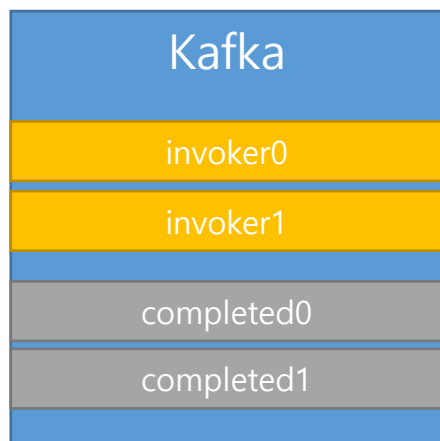 Kafka
invoker0
invoker1
completed0
completed1